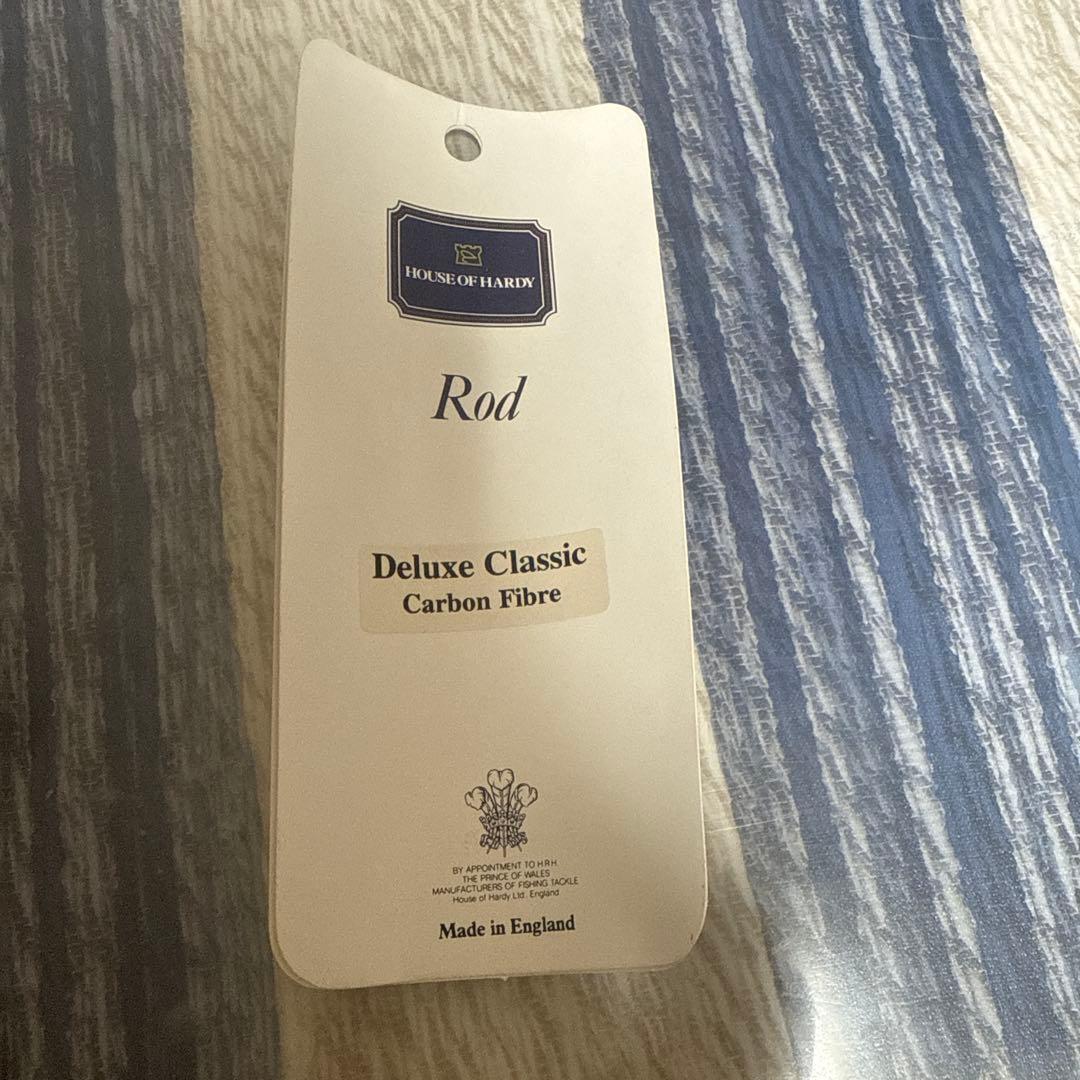 HOUSE OF HARDY
Rod
Deluxe Classic
Carbon Fibre
BY APPOINTMENT TO H.R.H.
THE PRINCE OF WALES
MANUFACTURERS OF FISHING TACKLE
House of Hardy Ltd. England
Made in England